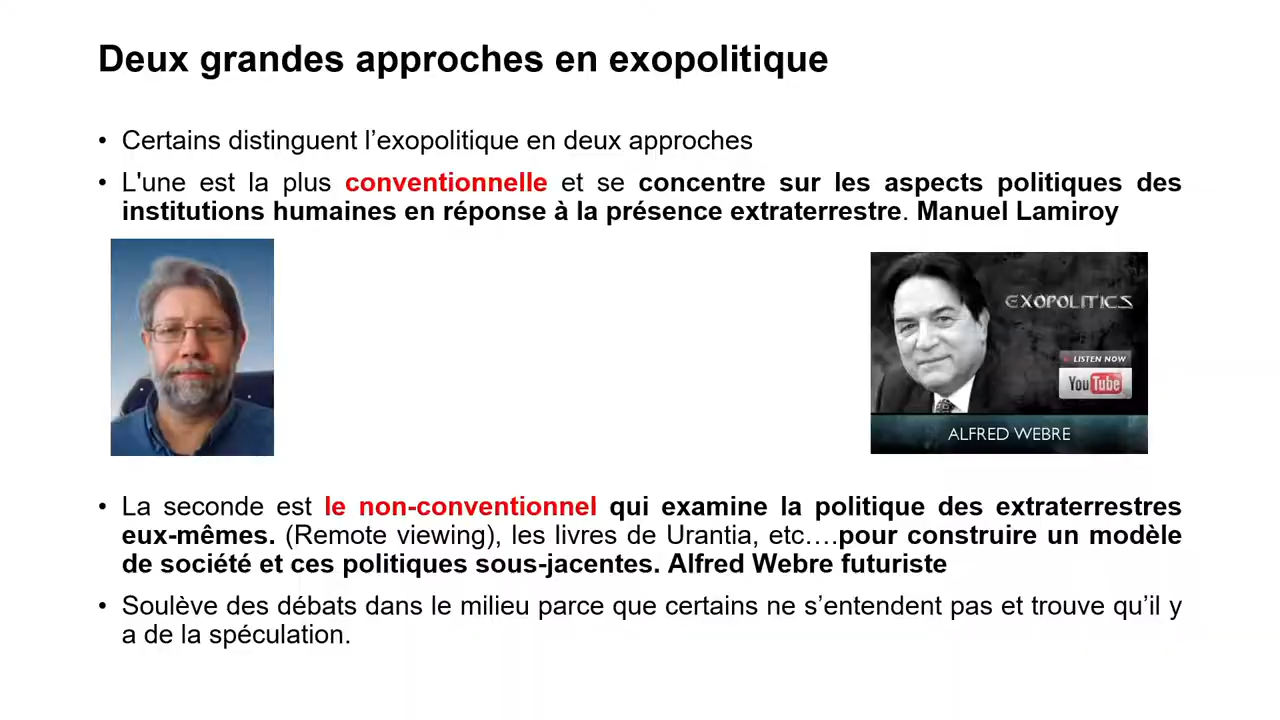 Deux grandes approches en exopolitique
• Certains distinguent l’exopolitique en deux approches
• L'une est la plus conventionnelle et se concentre sur les aspects politiques des
institutions humaines en réponse à la présence extraterrestre. Manuel Lamiroy
EXOPOLITICS
LISTEN NOW
YouTube
ALFRED WEBRE
• La seconde est le non-conventionnel qui examine la politique des extraterrestres
eux-mêmes. (Remote viewing), les livres de Urantia, etc….pour construire un modèle
de société et ces politiques sous-jacentes. Alfred Webre futuriste
• Soulève des débats dans le milieu parce que certains ne s’entendent pas et trouve qu’il y
a de la spéculation.